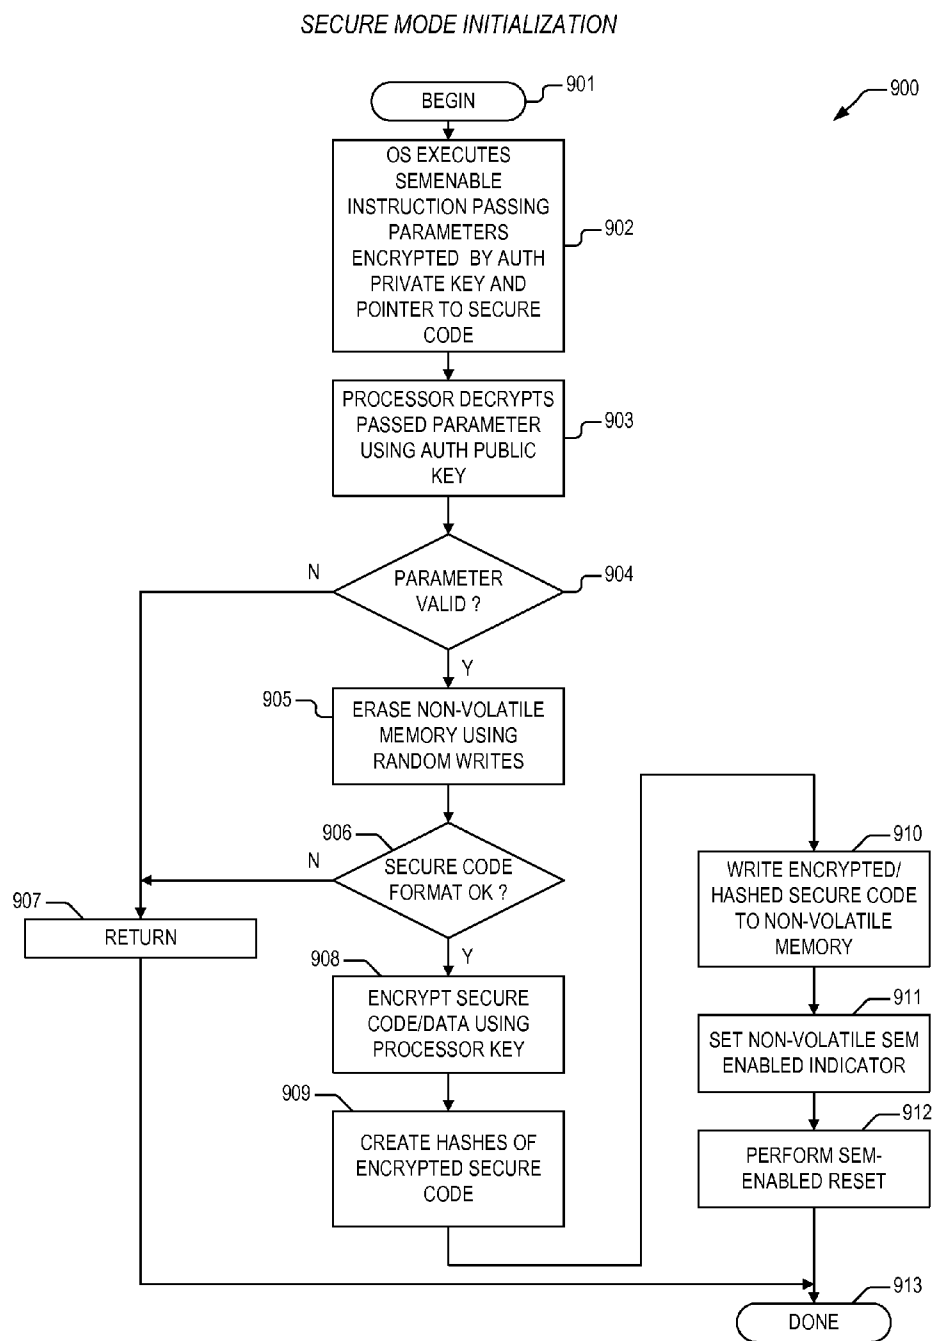 SECURE MODE INITIALIZATION
BEGIN
901
900
OS EXECUTES
SEMENABLE
INSTRUCTION PASSING
PARAMETERS
ENCRYPTED BY AUTH
PRIVATE KEY AND
POINTER TO SECURE
CODE
902
PROCESSOR DECRYPTS
PASSED PARAMETER
USING AUTH PUBLIC
KEY
903
N
PARAMETER
VALID ?
904
Y
905
ERASE NON-VOLATILE
MEMORY USING
RANDOM WRITES
906
N
SECURE CODE
FORMAT OK ?
907
RETURN
Y
908
ENCRYPT SECURE
CODE/DATA USING
PROCESSOR KEY
909
CREATE HASHES OF
ENCRYPTED SECURE
CODE
910
WRITE ENCRYPTED/
HASHED SECURE CODE
TO NON-VOLATILE
MEMORY
911
SET NON-VOLATILE SEM
ENABLED INDICATOR
912
PERFORM SEM-
ENABLED RESET
913
DONE